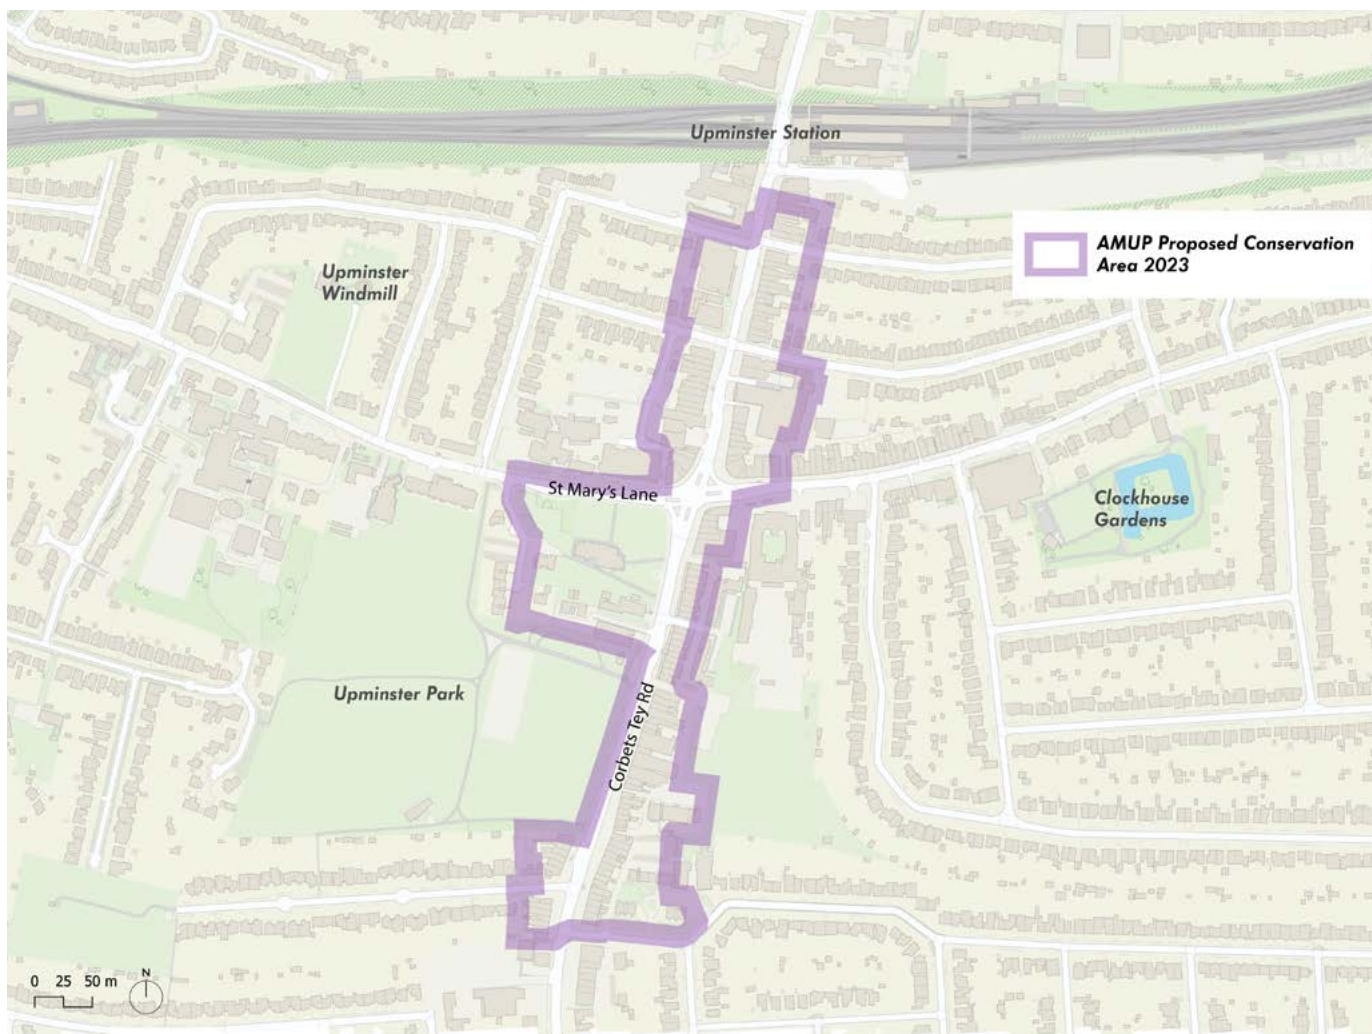 Upminster Station
AMUP Proposed Conservation
Area 2023
Upminster
Windmill
St Mary's Lane
Clockhouse
Gardens
Upminster Park
Corbets Tey Rd
N
0 25 50 m